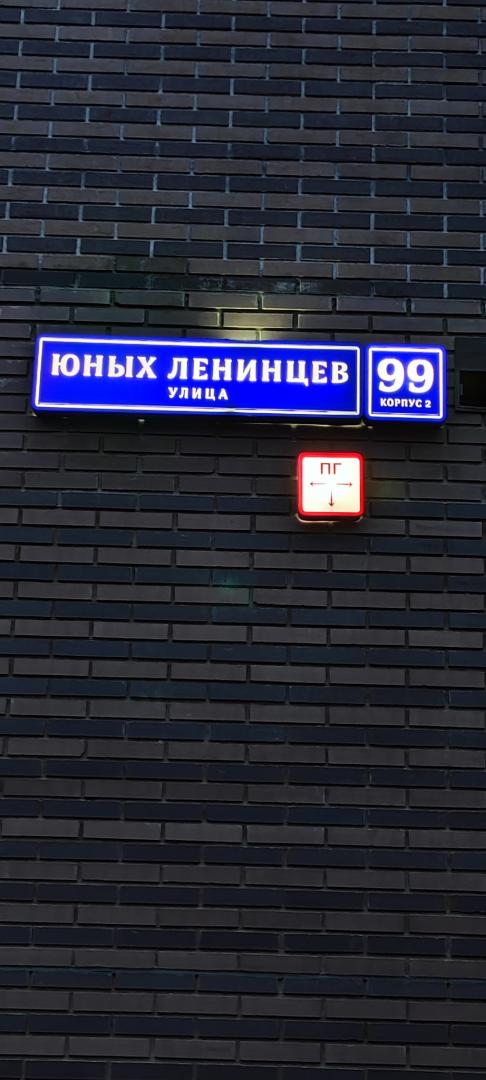 ЮНЫХ ЛЕНИНЦЕВ
УЛИЦА
99
КОРПУС 2
ПГ